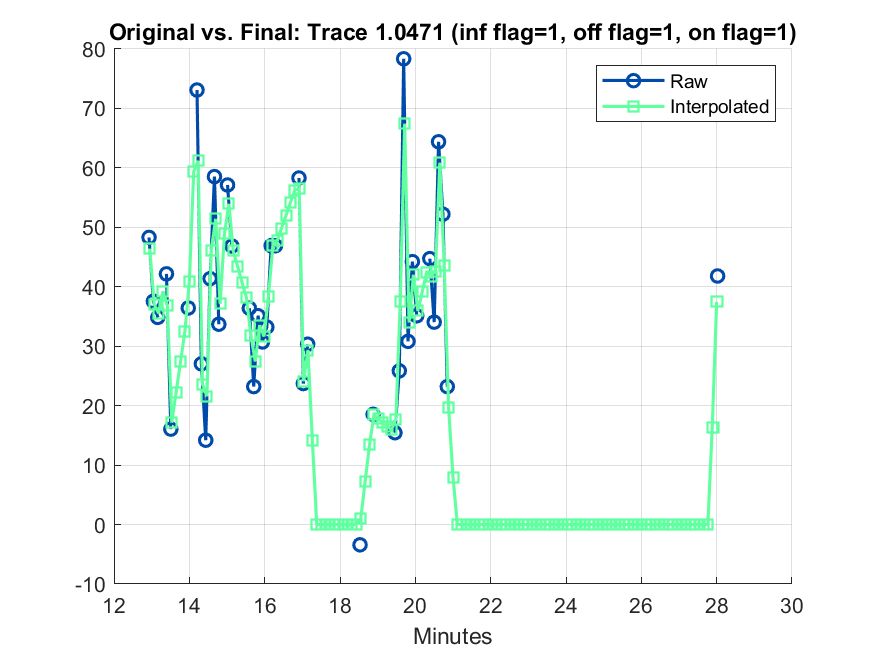 Original vs. Final: Trace 1.0471 (inf flag=1, off flag=1, on flag=1)
80
70
60
50
40
30
20
10
0
-10
Raw
Interpolated
12 14 16 18 20 22 24 26 28 30
Minutes